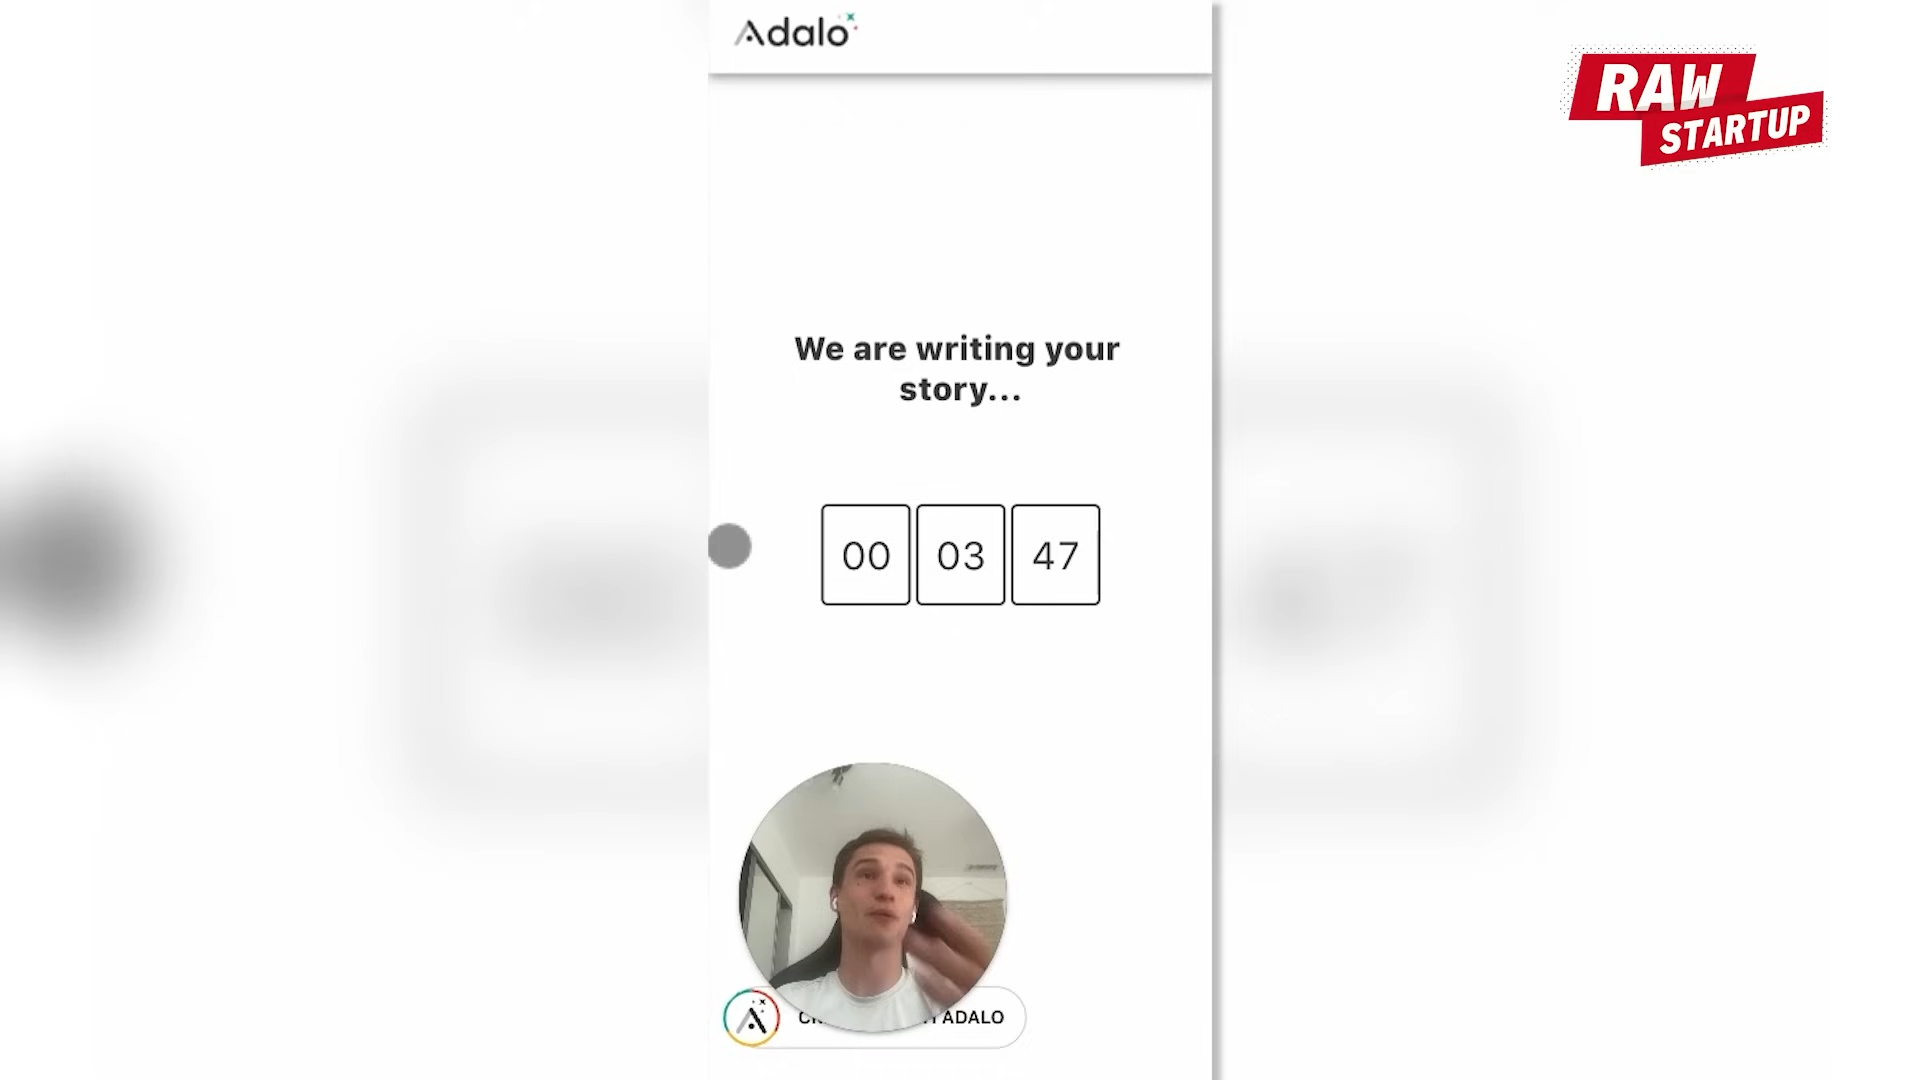 Adalo
RAW
STARTUP
We are writing your
story...
00 03 47
ADALO